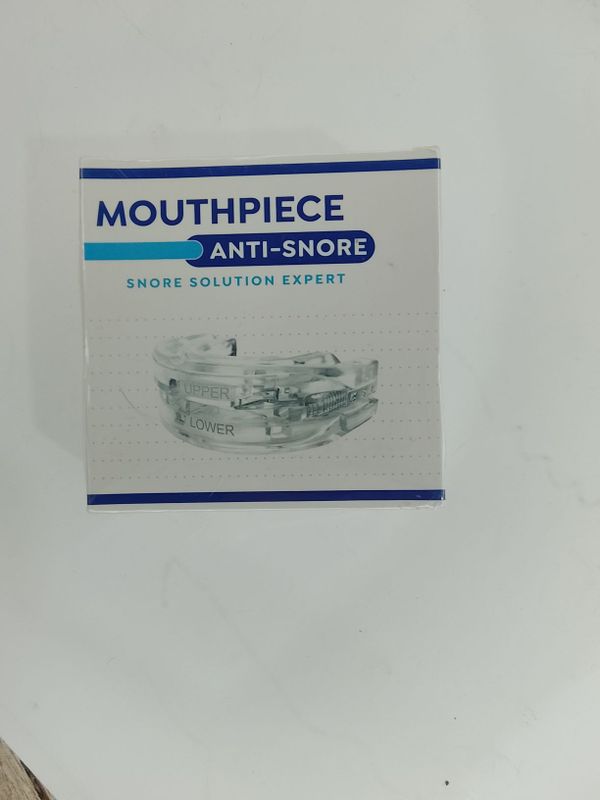 MOUTHPIECE
ANTI-SNORE
SNORE SOLUTION EXPERT
UPPER
LOWER